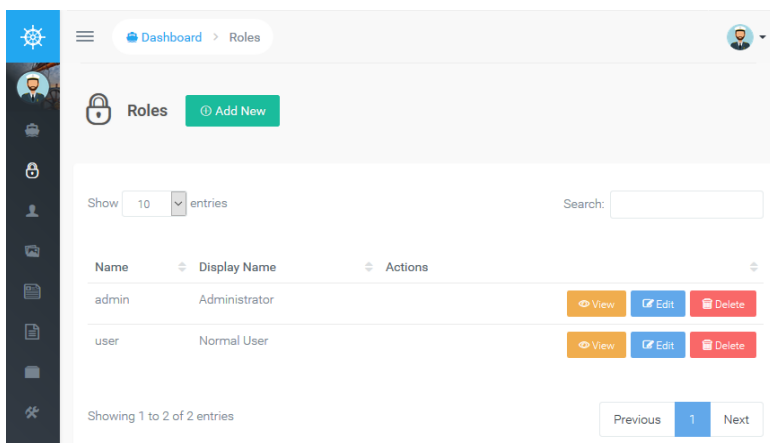 Dashboard > Roles
Roles Add New
Show 10 entries Search:
Name Display Name Actions
admin Administrator View Edit Delete
user Normal User View Edit Delete
Showing 1 to 2 of 2 entries Previous 1 Next